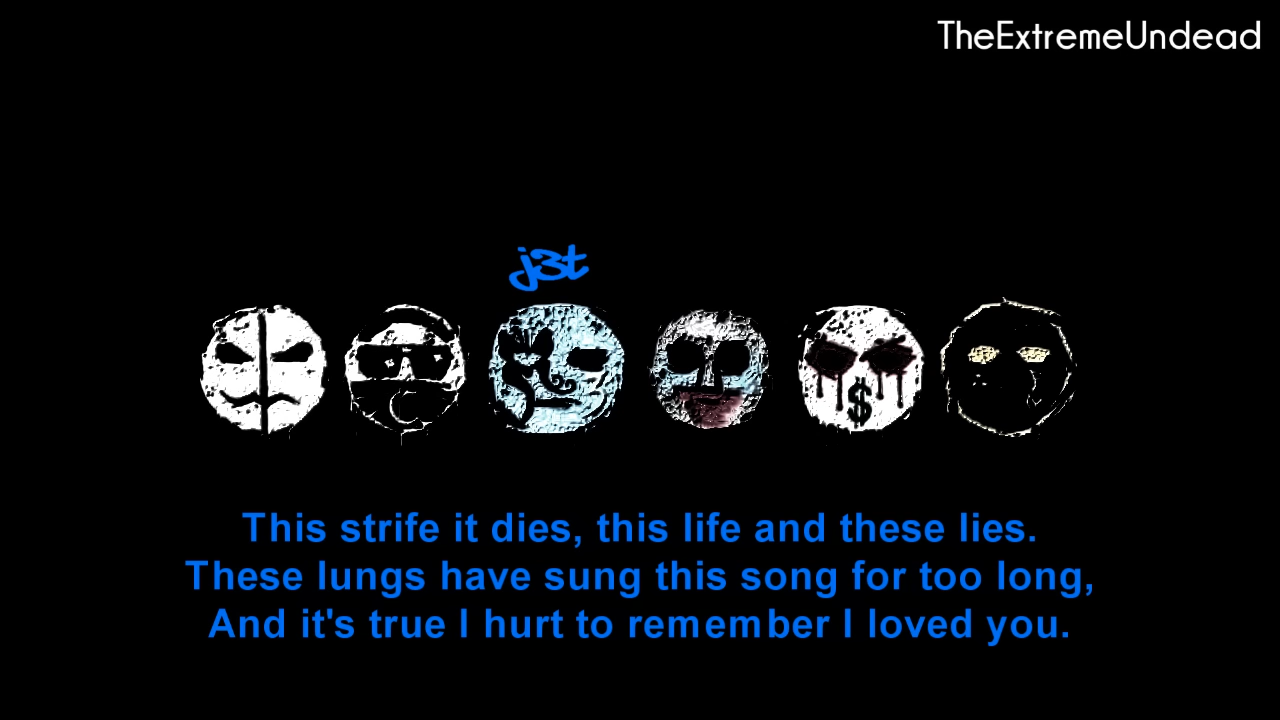 TheExtremeUndead
j3t
$
This strife it dies, this life and these lies.
These lungs have sung this song for too long,
And it's true I hurt to remember I loved you.